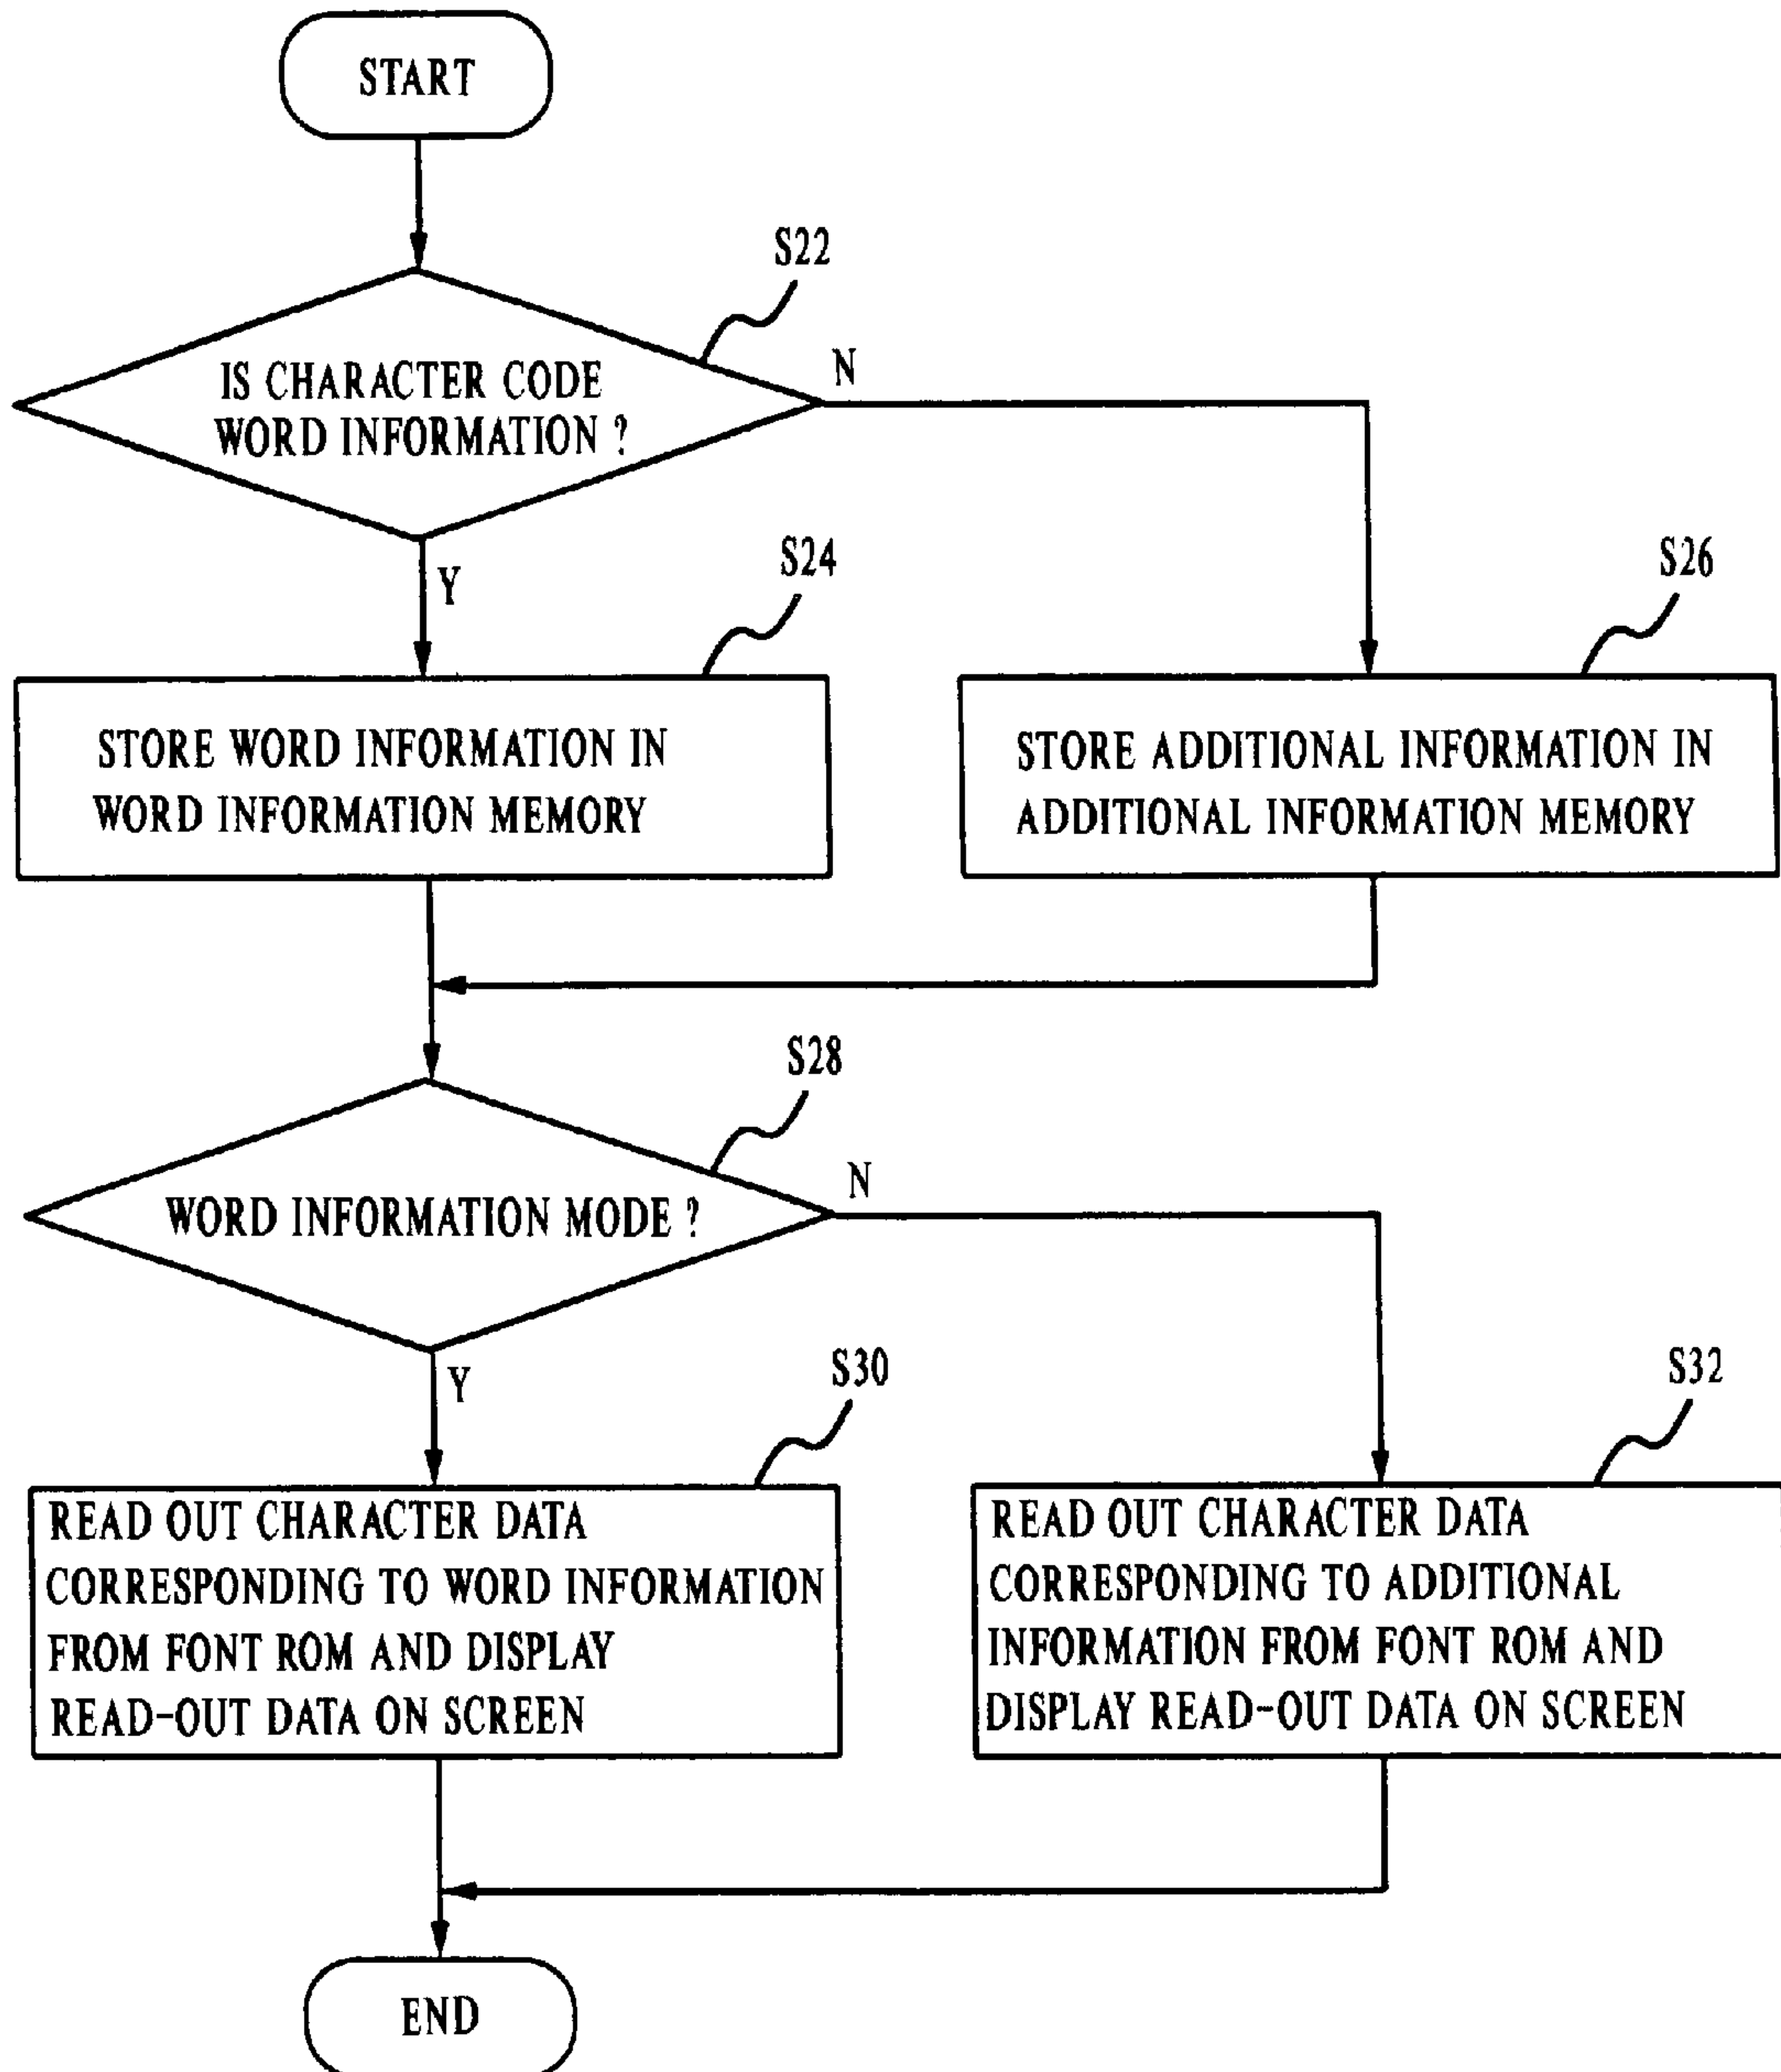 START
S22
IS CHARACTER CODE
WORD INFORMATION ?
N
Y
S24
S26
STORE WORD INFORMATION IN
WORD INFORMATION MEMORY
STORE ADDITIONAL INFORMATION IN
ADDITIONAL INFORMATION MEMORY
S28
WORD INFORMATION MODE ?
N
Y
S30
S32
READ OUT CHARACTER DATA
CORRESPONDING TO WORD INFORMATION
FROM FONT ROM AND DISPLAY
READ-OUT DATA ON SCREEN
READ OUT CHARACTER DATA
CORRESPONDING TO ADDITIONAL
INFORMATION FROM FONT ROM AND
DISPLAY READ-OUT DATA ON SCREEN
END